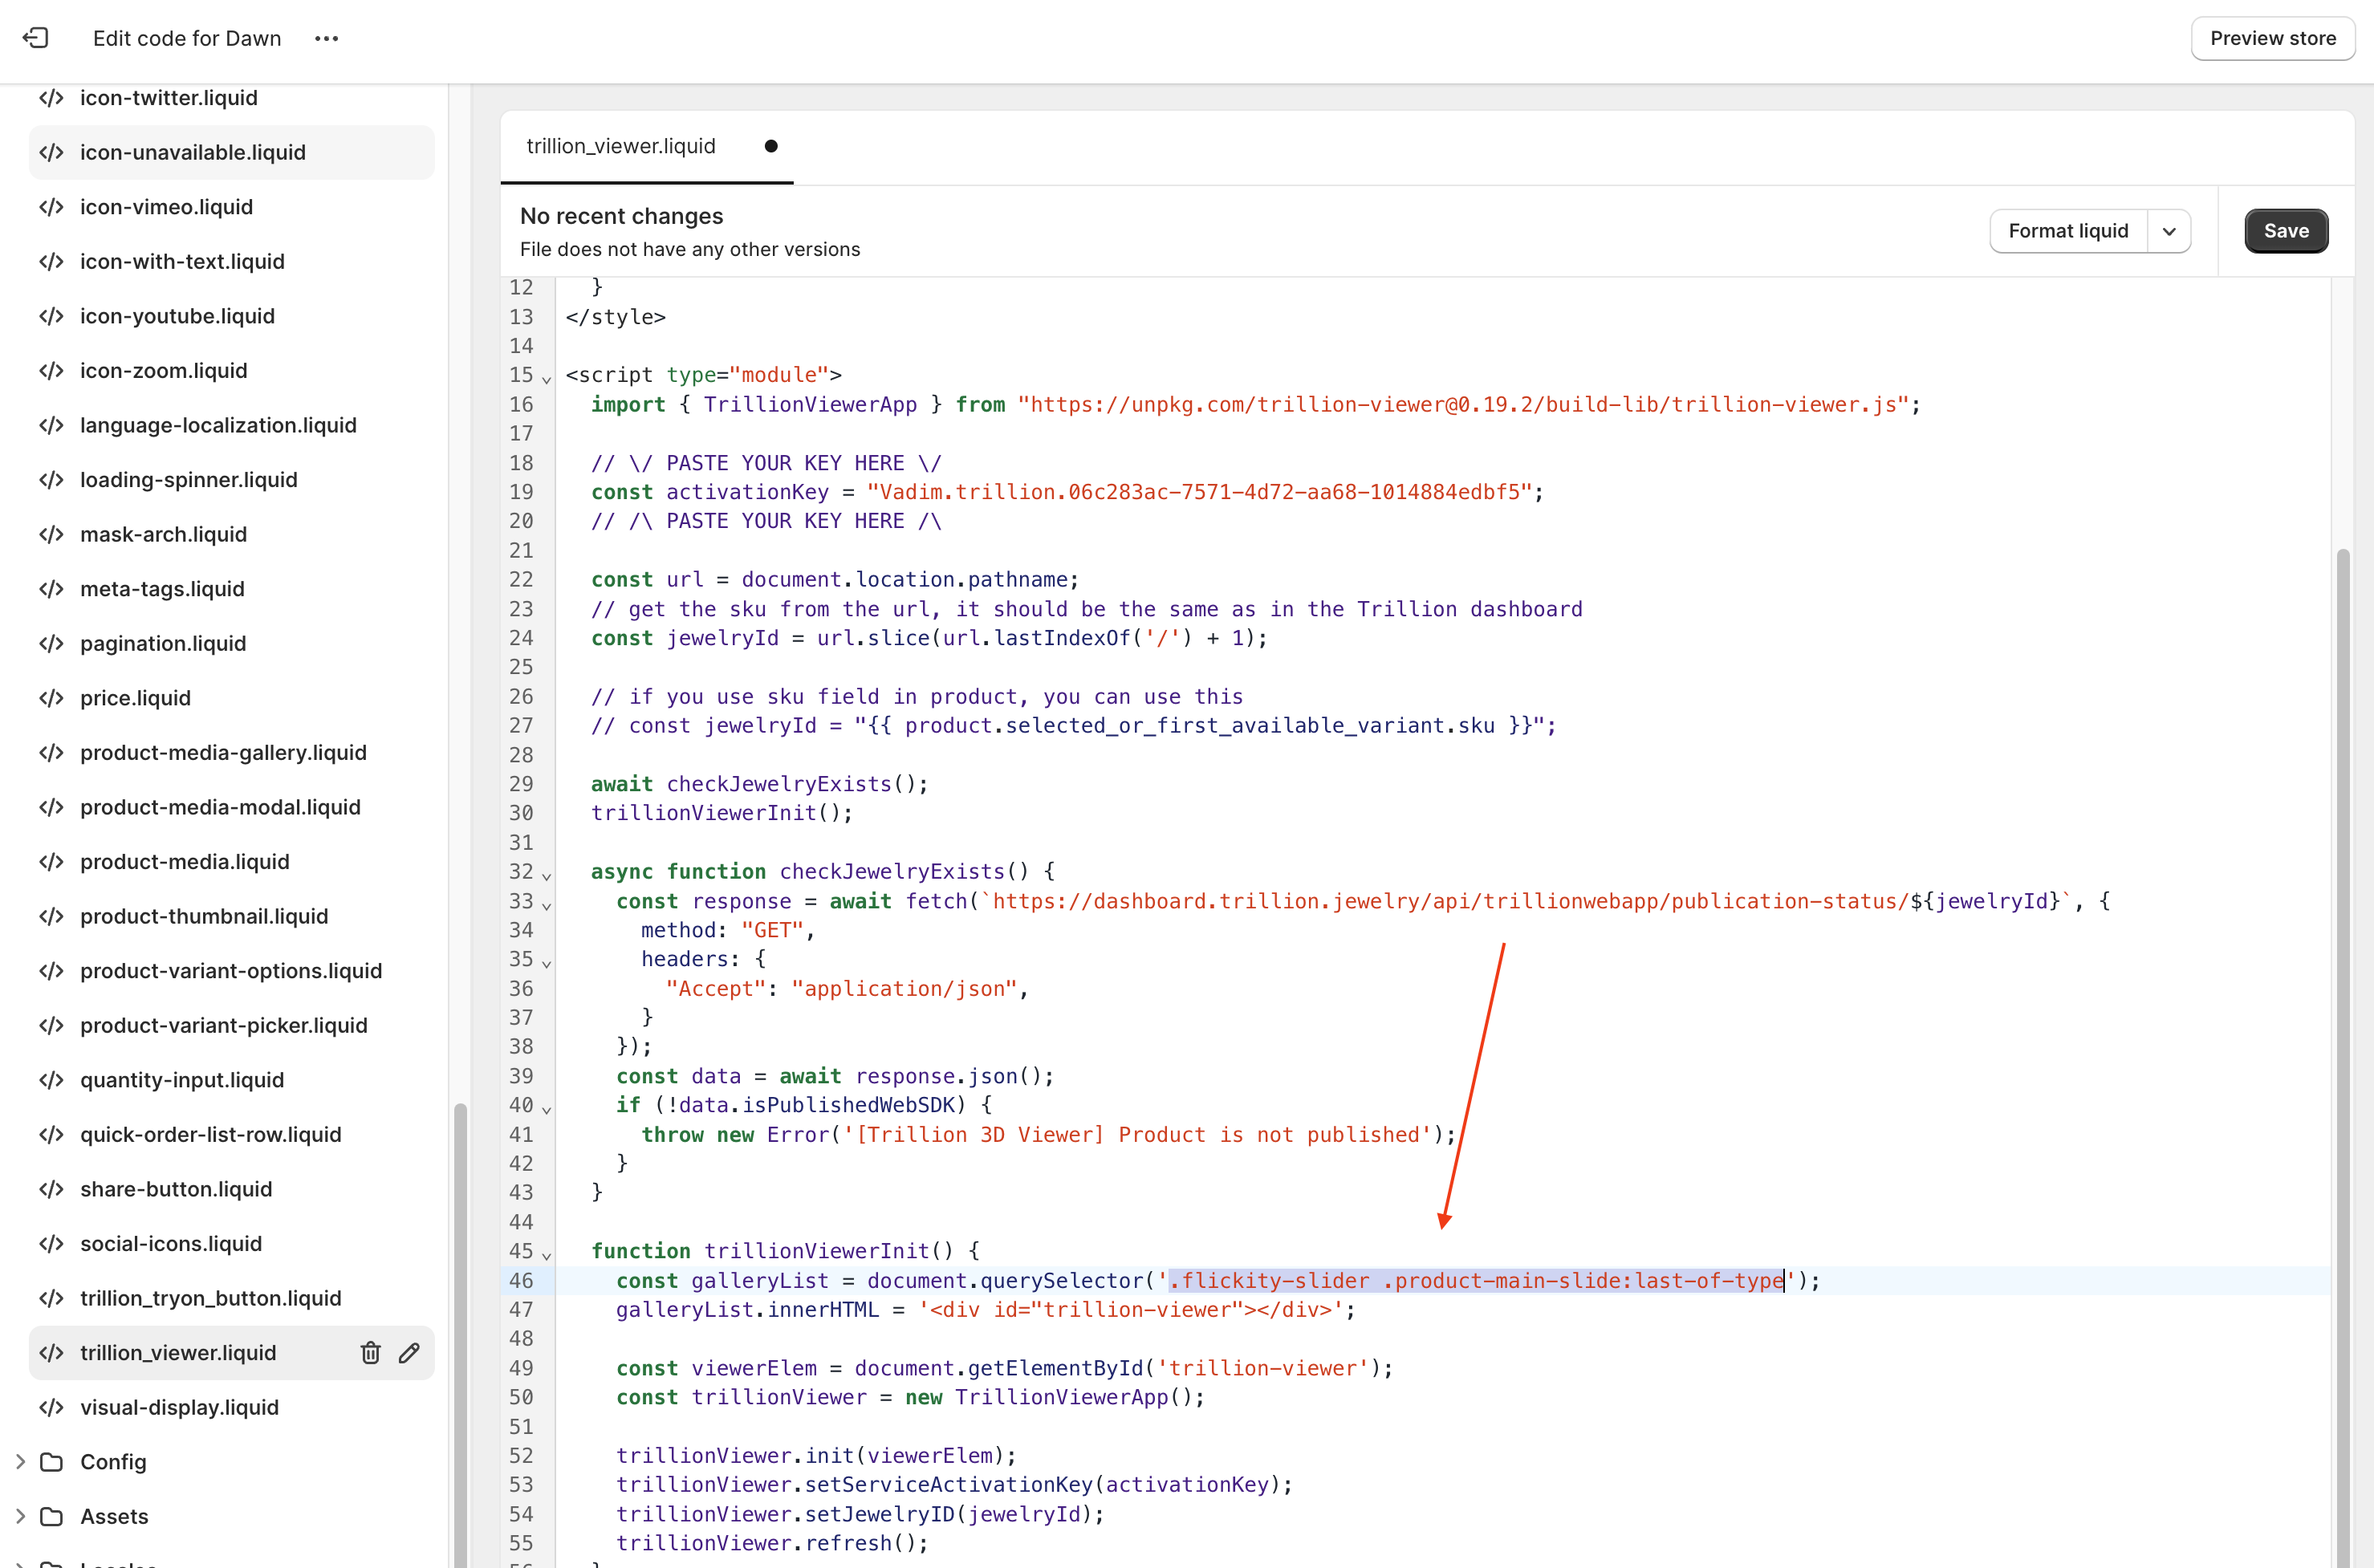 Edit code for Dawn
Preview store
icon-twitter.liquid
icon-unavailable.liquid
icon-vimeo.liquid
icon-with-text.liquid
icon-youtube.liquid
icon-zoom.liquid
language-localization.liquid
loading-spinner.liquid
mask-arch.liquid
meta-tags.liquid
pagination.liquid
price.liquid
product-media-gallery.liquid
product-media-modal.liquid
product-media.liquid
product-thumbnail.liquid
product-variant-options.liquid
product-variant-picker.liquid
quantity-input.liquid
quick-order-list-row.liquid
share-button.liquid
social-icons.liquid
trillion_tryon_button.liquid
trillion_viewer.liquid
visual-display.liquid
Config
Assets
Locales
trillion_viewer.liquid
No recent changes
File does not have any other versions
Format liquid
Save
12 }
13 </style>
14
15 <script type="module">
16 import { TrillionViewerApp } from "https://unpkg.com/trillion-viewer@0.19.2/build-lib/trillion-viewer.js";
17
18 // \/ PASTE YOUR KEY HERE \/
19 const activationKey = "Vadim.trillion.06c283ac-7571-4d72-aa68-1014884edbf5";
20 // /\ PASTE YOUR KEY HERE /\
21
22 const url = document.location.pathname;
23 // get the sku from the url, it should be the same as in the Trillion dashboard
24 const jewelryId = url.slice(url.lastIndexOf('/') + 1);
25
26 // if you use sku field in product, you can use this
27 // const jewelryId = "{{ product.selected_or_first_available_variant.sku }}";
28
29 await checkJewelryExists();
30 trillionViewerInit();
31
32 async function checkJewelryExists() {
33 const response = await fetch(`https://dashboard.trillion.jewelry/api/trillionwebapp/publication-status/${jewelryId}`, {
34 method: "GET",
35 headers: {
36 "Accept": "application/json",
37 }
38 });
39 const data = await response.json();
40 if (!data.isPublishedWebSDK) {
41 throw new Error('[Trillion 3D Viewer] Product is not published');
42 }
43 }
44
45 function trillionViewerInit() {
46 const galleryList = document.querySelector('.flickity-slider .product-main-slide:last-of-type');
47 galleryList.innerHTML = '<div id="trillion-viewer"></div>';
48
49 const viewerElem = document.getElementById('trillion-viewer');
50 const trillionViewer = new TrillionViewerApp();
51
52 trillionViewer.init(viewerElem);
53 trillionViewer.setServiceActivationKey(activationKey);
54 trillionViewer.setJewelryID(jewelryId);
55 trillionViewer.refresh();
56 }